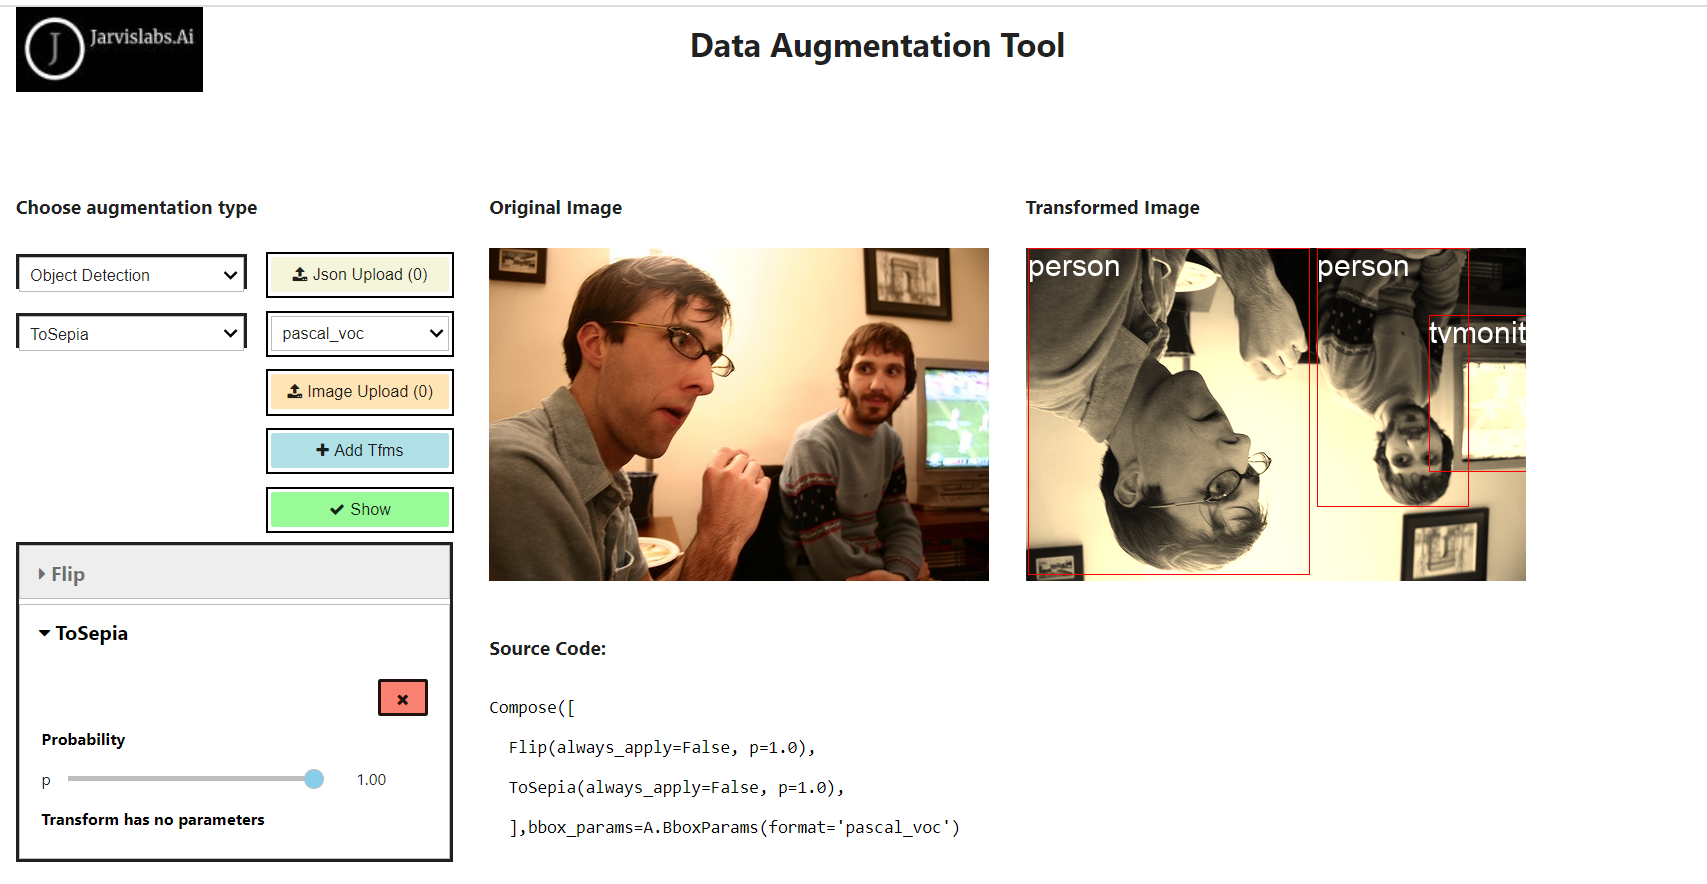 Jarvislabs.Ai
J
Data Augmentation Tool
Choose augmentation type
Object Detection
Json Upload (0)
ToSepia
pascal_voc
Image Upload (0)
Add Tfms
Show
Flip
ToSepia
Probability
p 1.00
Transform has no parameters
Original Image
Transformed Image
person
person
tvmonit
Source Code:
Compose([
Flip(always_apply=False, p=1.0),
ToSepia(always_apply=False, p=1.0),
],bbox_params=A.BboxParams(format='pascal_voc')